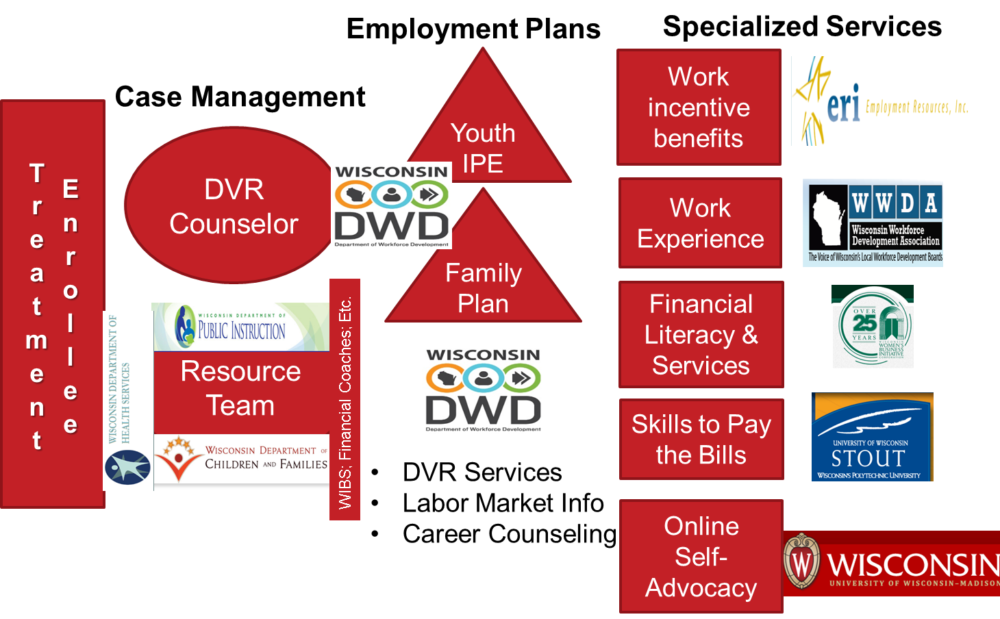 Employment Plans
Specialized Services
Case Management
Treatment
Enrollee
DVR
Counselor
WISCONSIN
DWD
Department of Workforce Development
WISCONSIN DEPARTMENT OF
PUBLIC INSTRUCTION
Resource
Team
WISCONSIN DEPARTMENT OF
HEALTH SERVICES
WISCONSIN DEPARTMENT OF
CHILDREN AND FAMILIES
WIBS; Financial Coaches; Etc.
Youth
IPE
Family
Plan
WISCONSIN
DWD
Department of Workforce Development
• DVR Services
• Labor Market Info
• Career Counseling
Work
incentive
benefits
eri Employment Resources, Inc.
Work
Experience
WWDA
Wisconsin Workforce
Development Association
The Voice of Wisconsin's Local Workforce Development Boards
Financial
Literacy &
Services
OVER
25
YEARS
WISCONSIN
WOMEN'S
BUSINESS
INITIATIVE
CORPORATION
Skills to Pay
the Bills
UNIVERSITY OF WISCONSIN
STOUT
WISCONSIN'S POLYTECHNIC UNIVERSITY
Online
Self-
Advocacy
W
WISCONSIN
UNIVERSITY OF WISCONSIN–MADISON